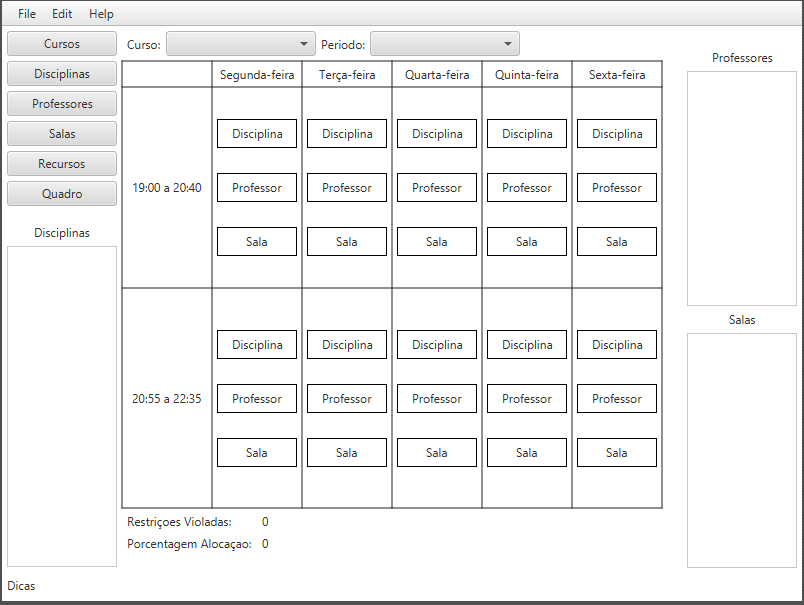 File Edit Help
Cursos
Disciplinas
Professores
Salas
Recursos
Quadro
Disciplinas
Curso: Periodo:
Segunda-feira Terça-feira Quarta-feira Quinta-feira Sexta-feira
Disciplina Disciplina Disciplina Disciplina Disciplina
19:00 a 20:40 Professor Professor Professor Professor Professor
Sala Sala Sala Sala Sala
Disciplina Disciplina Disciplina Disciplina Disciplina
20:55 a 22:35 Professor Professor Professor Professor Professor
Sala Sala Sala Sala Sala
Restriçoes Violadas: 0
Porcentagem Alocaçao: 0
Professores
Salas
Dicas